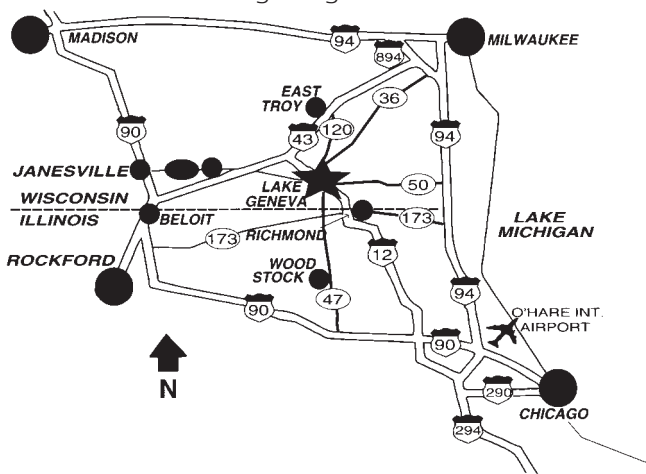 MADISON
94
MILWAUKEE
894
EAST
TROY
36
90
43
120
94
JANESVILLE
LAKE
GENEVA
50
WISCONSIN
ILLINOIS
BELOIT
173
RICHMOND
173
LAKE
MICHIGAN
ROCKFORD
12
WOOD
STOCK
47
94
90
O'HARE INT.
AIRPORT
90
N
290
CHICAGO
294